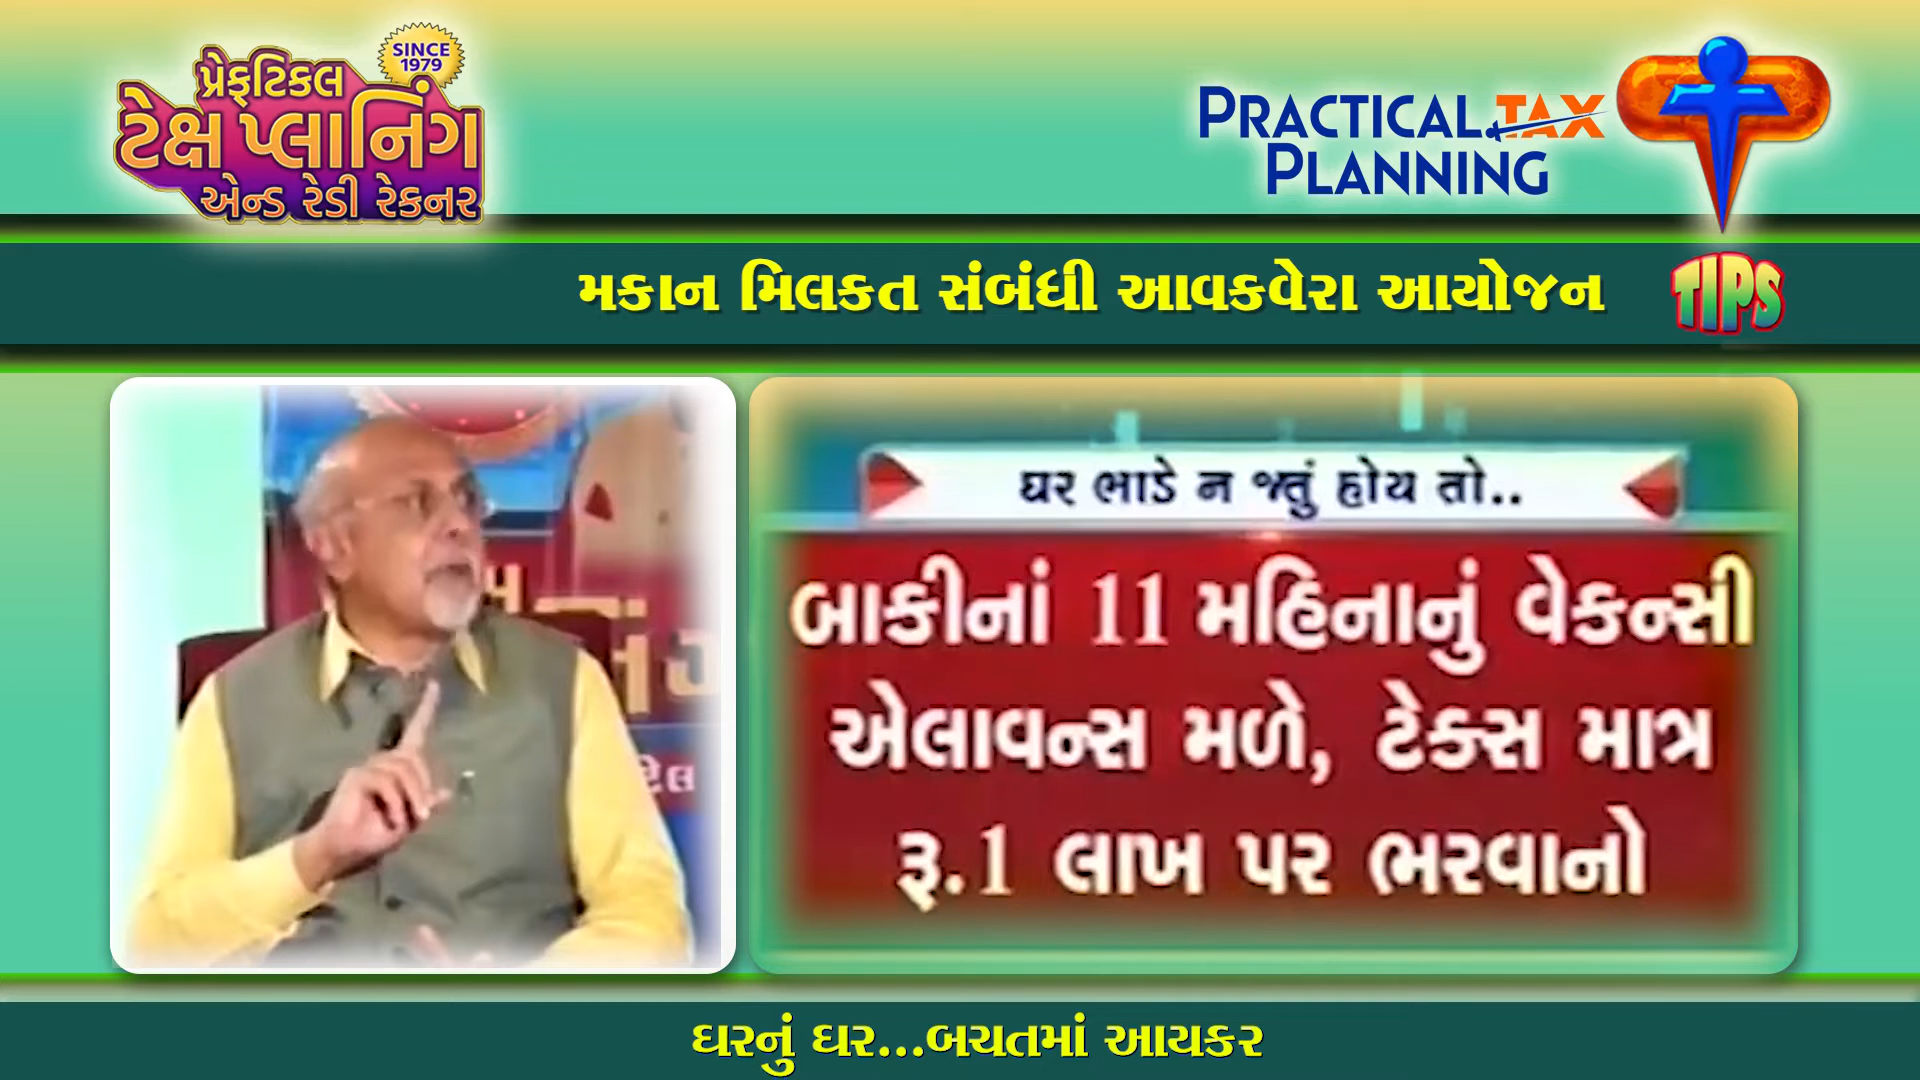 SINCE
1979
પ્રેક્ટિકલ
ટેક્ષ પ્લાનિંગ
એન્ડ રેડી રેકનર
PRACTICAL TAX
PLANNING
મકાન મિલકત સંબંધી આવકવેરા આયોજન
TIPS
ઘર ભાડે ન જતું હોય તો..
બાકીનાં 11 મહિનાનું વેકન્સી
એલાવન્સ મળે, ટેક્સ માત્ર
રૂ.1 લાખ પર ભરવાનો
ઘરનું ઘર...બચતમાં આયકર